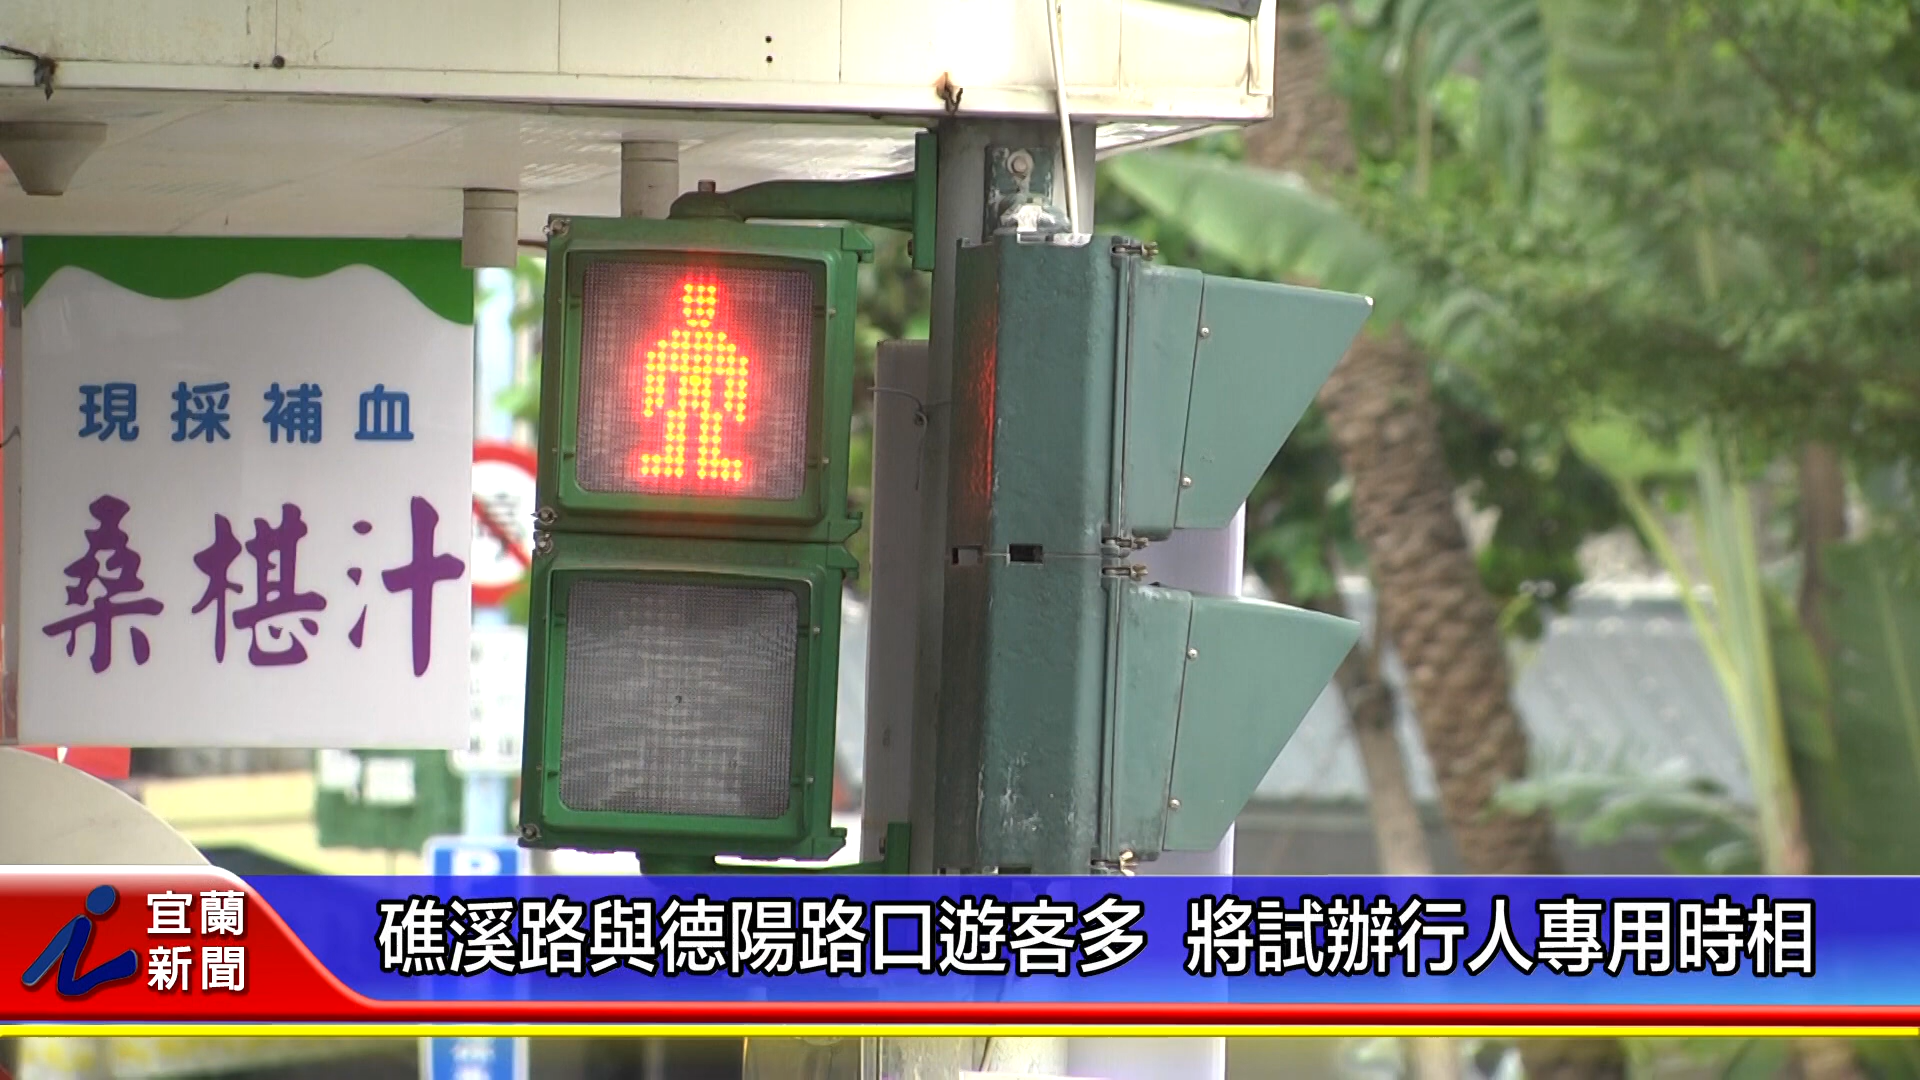 現採補血
桑椹汁
P
宜蘭
新聞
礁溪路與德陽路口遊客多 將試辦行人專用時相